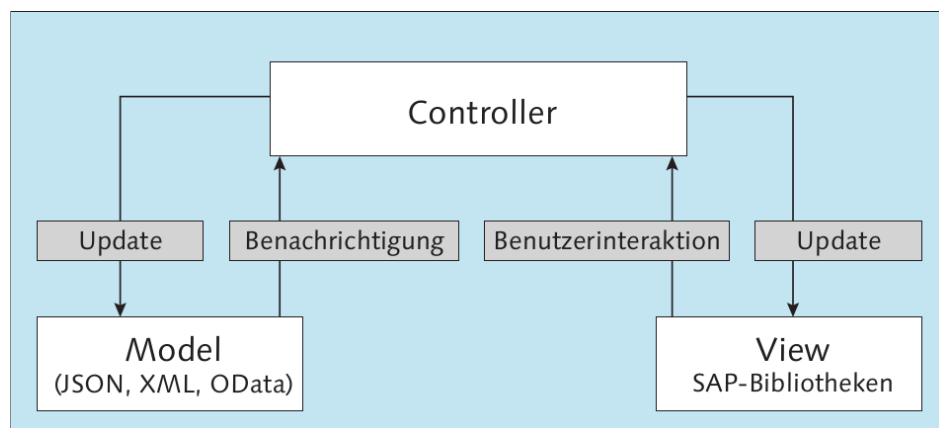 Controller
Update
Benachrichtigung
Benutzerinteraktion
Update
Model
(JSON, XML, OData)
View
SAP-Bibliotheken